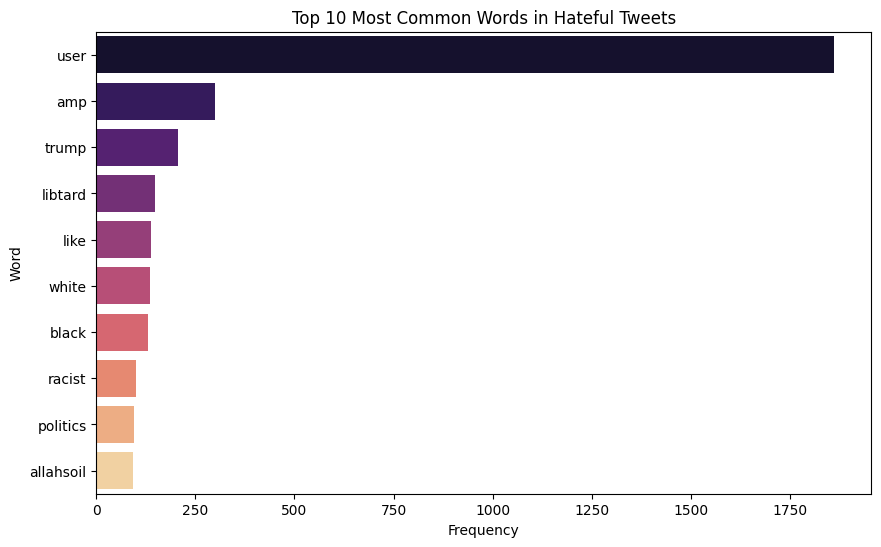 Top 10 Most Common Words in Hateful Tweets
Word
user
amp
trump
libtard
like
white
black
racist
politics
allahsoil
0 250 500 750 1000 1250 1500 1750
Frequency